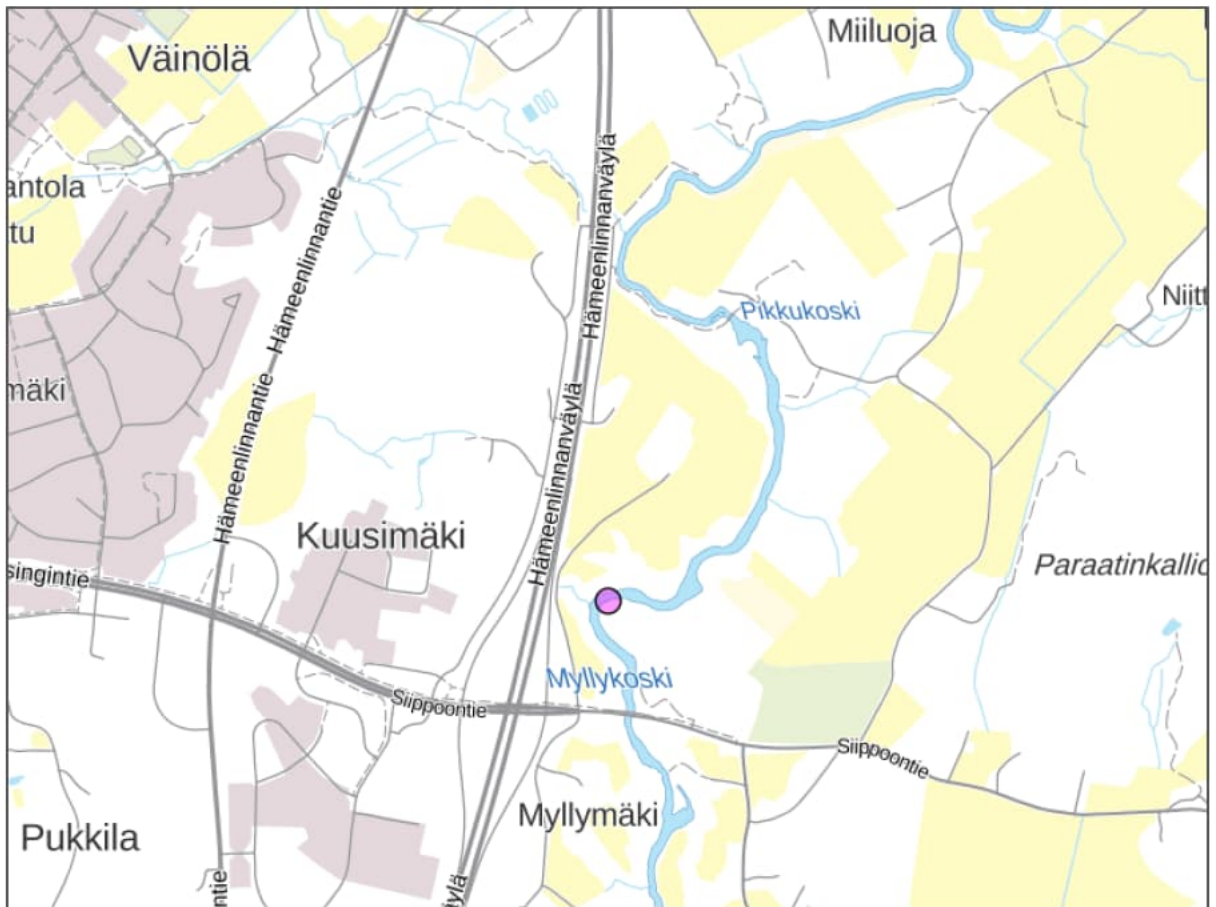 Väinölä
Miiluoja
antola
tu
Hämeenlinnantie
Hämeenlinnanväylä
Pikkukoski
Niitt
mäki
Hämeenlinnantie
Hämeenlinnanväylä
Kuusimäki
singintie
Paraatinkallio
Myllykoski
Siippoontie
Siippoontie
Myllymäki
Pukkila
ntie
äylä